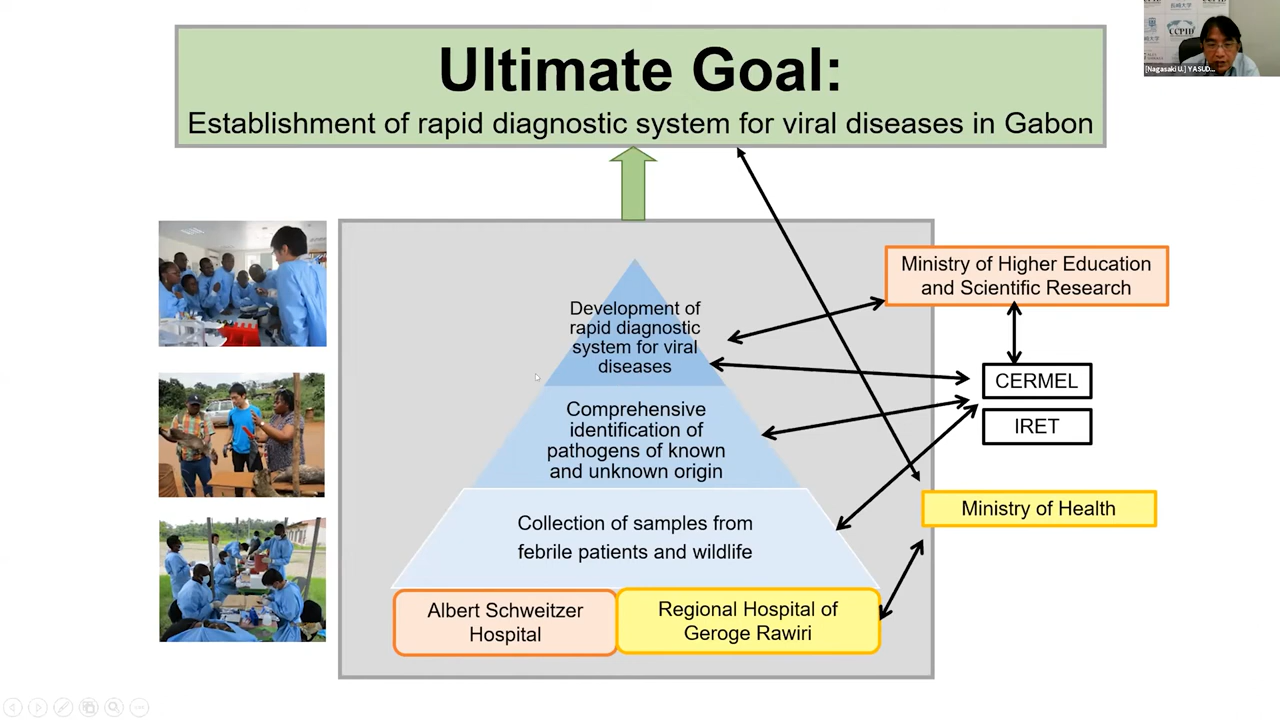 Ultimate Goal:
Establishment of rapid diagnostic system for viral diseases in Gabon
CCPID
[Nagasaki U.] YASUD...
Development of
rapid diagnostic
system for viral
diseases
Comprehensive
identification of
pathogens of known
and unknown origin
Collection of samples from
febrile patients and wildlife
Albert Schweitzer
Hospital
Regional Hospital of
Geroge Rawiri
Ministry of Higher Education
and Scientific Research
CERMEL
IRET
Ministry of Health